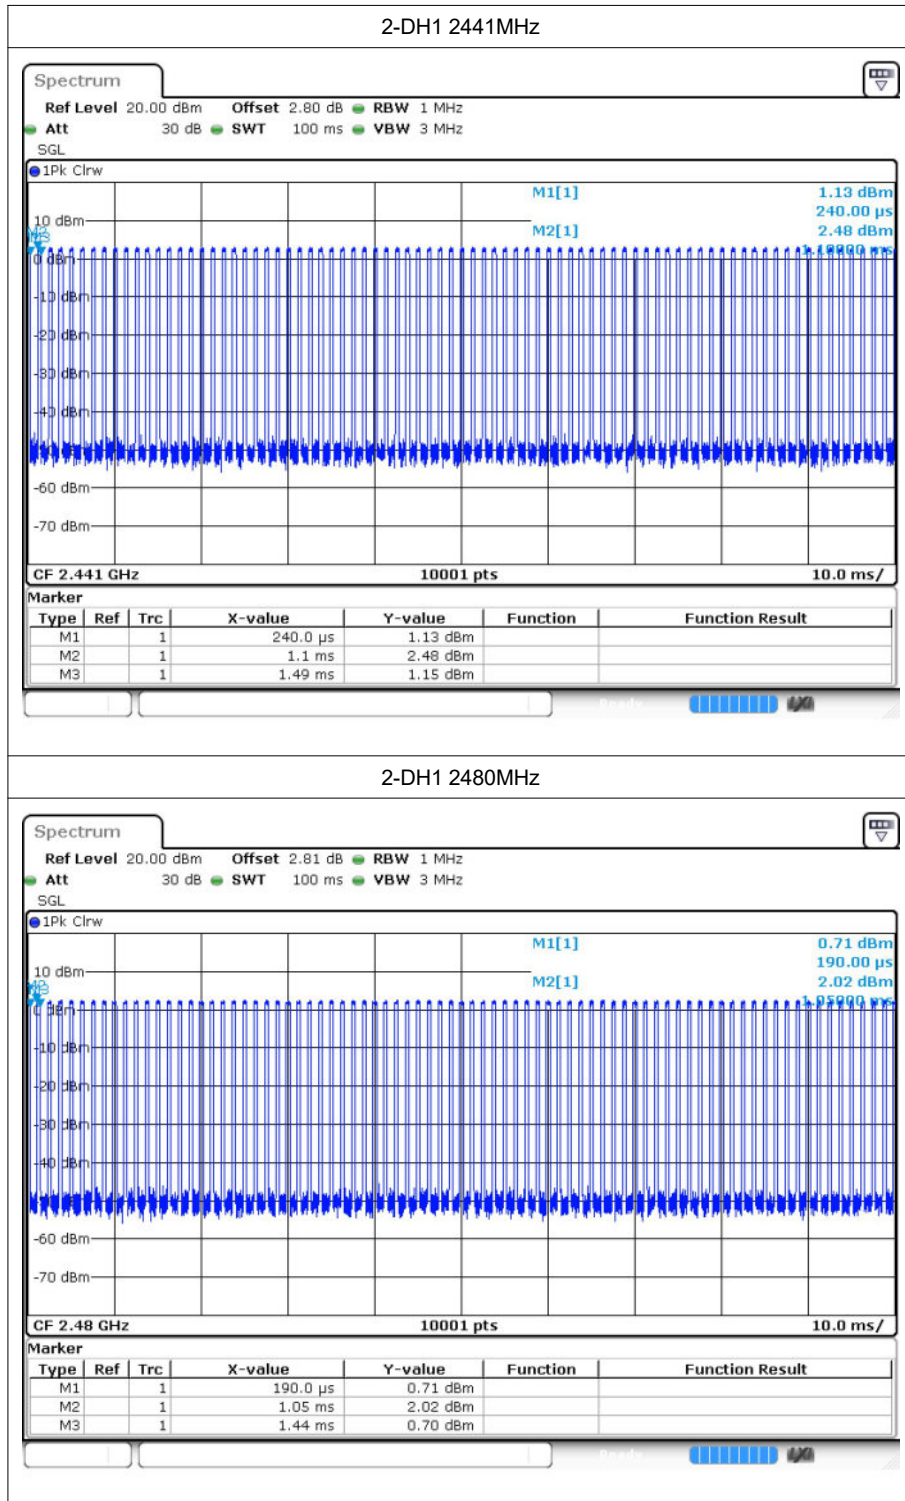 2-DH1 2441MHz
Spectrum
Ref Level 20.00 dBm Offset 2.80 dB RBW 1 MHz
Att 30 dB SWT 100 ms VBW 3 MHz
SGL
1Pk Clrw
M1[1] 1.13 dBm
240.00 µs
10 dBm
M2[1] 2.48 dBm
0 dBm
-10 dBm
-20 dBm
-30 dBm
-40 dBm
-60 dBm
-70 dBm
CF 2.441 GHz 10001 pts 10.0 ms/
Marker
Type Ref Trc X-value Y-value Function Function Result
M1 1 240.0 µs 1.13 dBm
M2 1 1.1 ms 2.48 dBm
M3 1 1.49 ms 1.15 dBm
Ready
2-DH1 2480MHz
Spectrum
Ref Level 20.00 dBm Offset 2.81 dB RBW 1 MHz
Att 30 dB SWT 100 ms VBW 3 MHz
SGL
1Pk Clrw
M1[1] 0.71 dBm
190.00 µs
10 dBm
M2[1] 2.02 dBm
1.05000 ms
0 dBm
-10 dBm
-20 dBm
-30 dBm
-40 dBm
-60 dBm
-70 dBm
CF 2.48 GHz 10001 pts 10.0 ms/
Marker
Type Ref Trc X-value Y-value Function Function Result
M1 1 190.0 µs 0.71 dBm
M2 1 1.05 ms 2.02 dBm
M3 1 1.44 ms 0.70 dBm
Ready